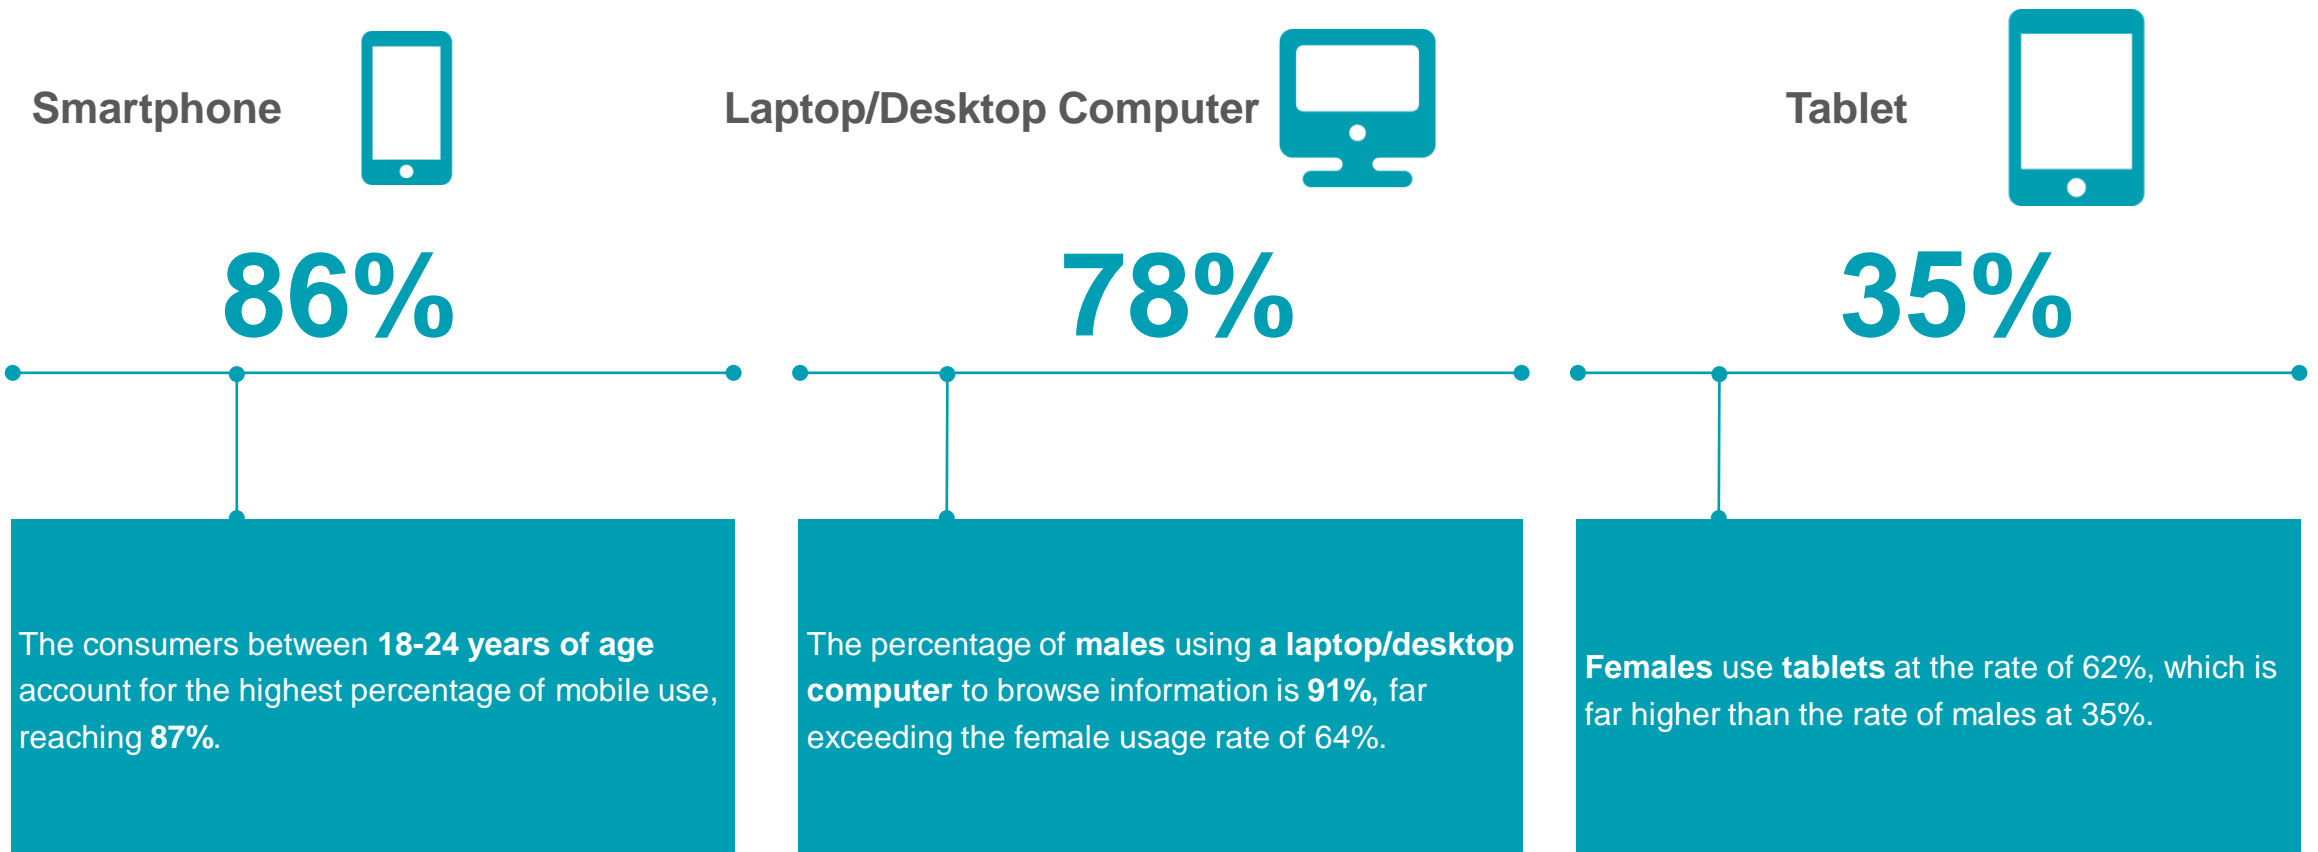 Smartphone
Laptop/Desktop Computer
Tablet
86%
78%
35%
The consumers between 18-24 years of age
account for the highest percentage of mobile use,
reaching 87%.
The percentage of males using a laptop/desktop
computer to browse information is 91%, far
exceeding the female usage rate of 64%.
Females use tablets at the rate of 62%, which is
far higher than the rate of males at 35%.